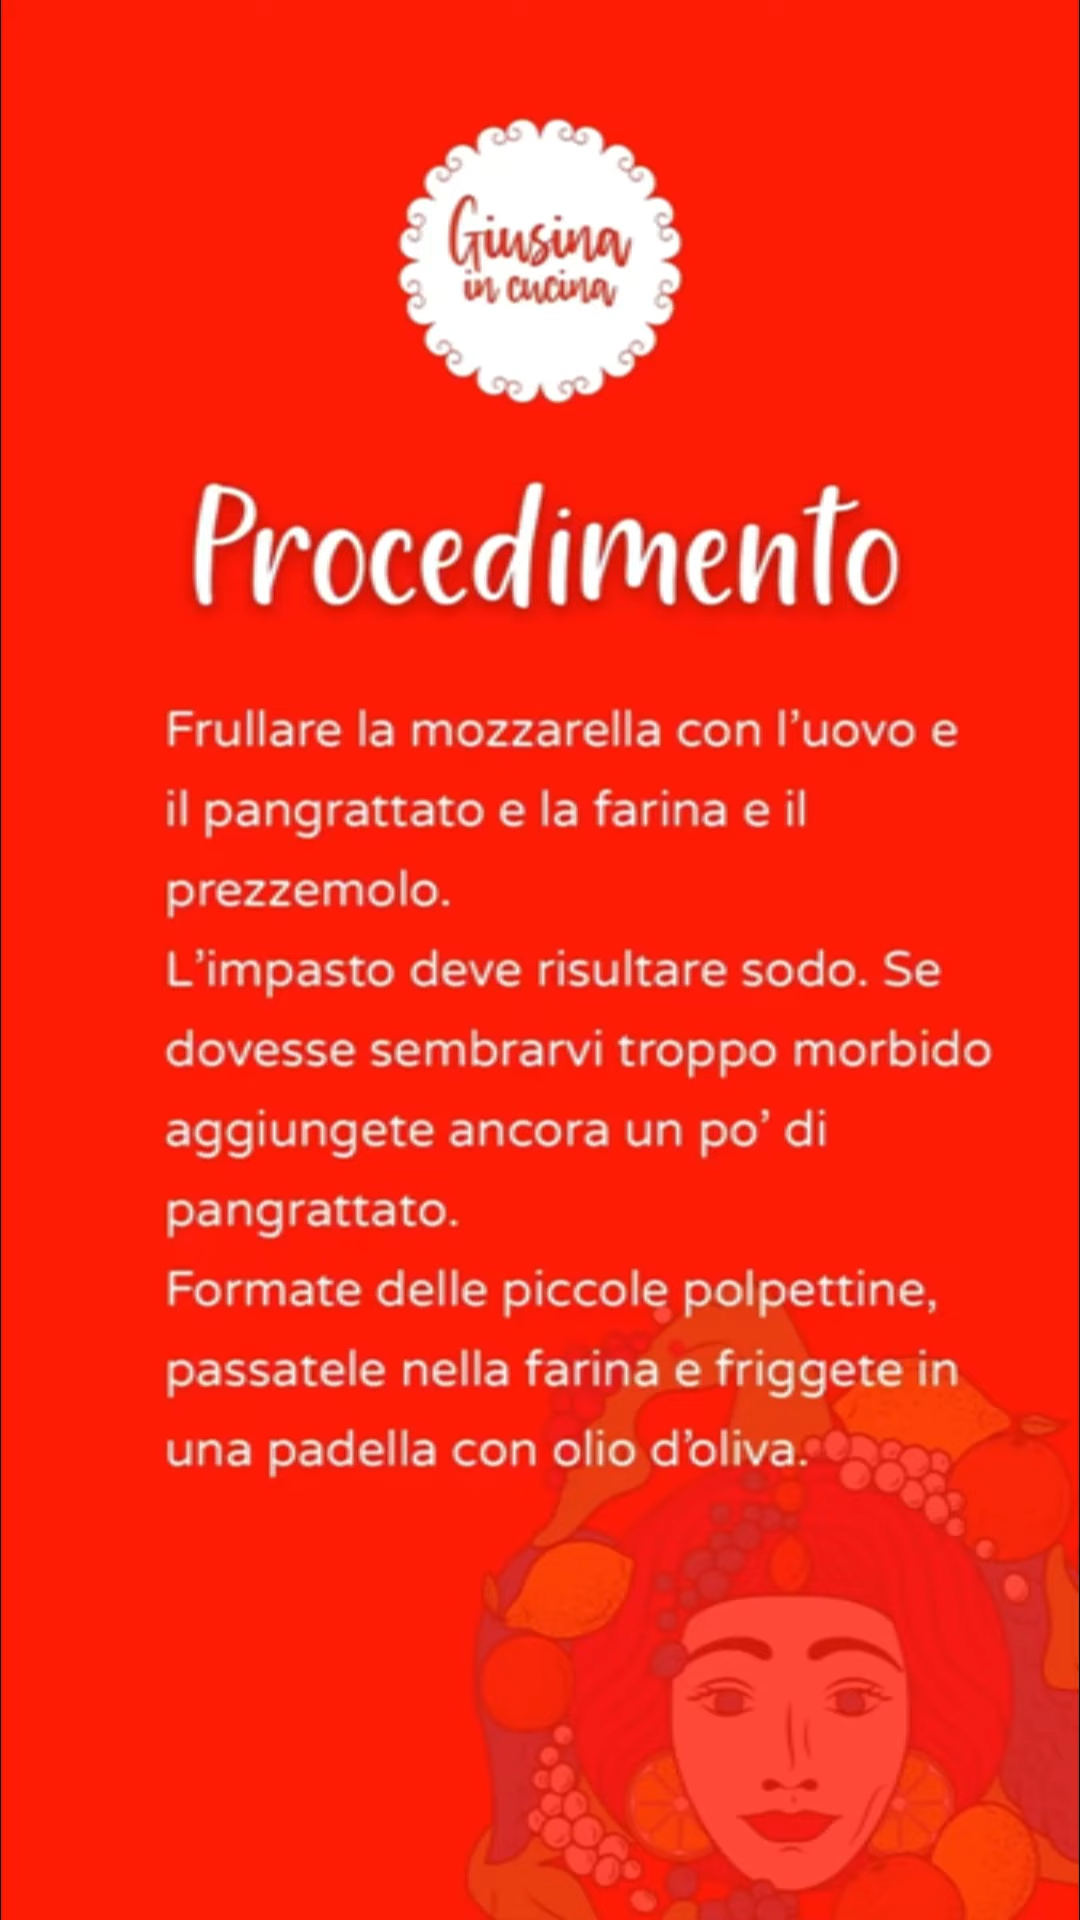 Giusina
in cucina
Procedimento
Frullare la mozzarella con l’uovo e
il pangrattato e la farina e il
prezzemolo.
L’impasto deve risultare sodo. Se
dovesse sembrarvi troppo morbido
aggiungete ancora un po’ di
pangrattato.
Formate delle piccole polpettine,
passatele nella farina e friggete in
una padella con olio d’oliva.